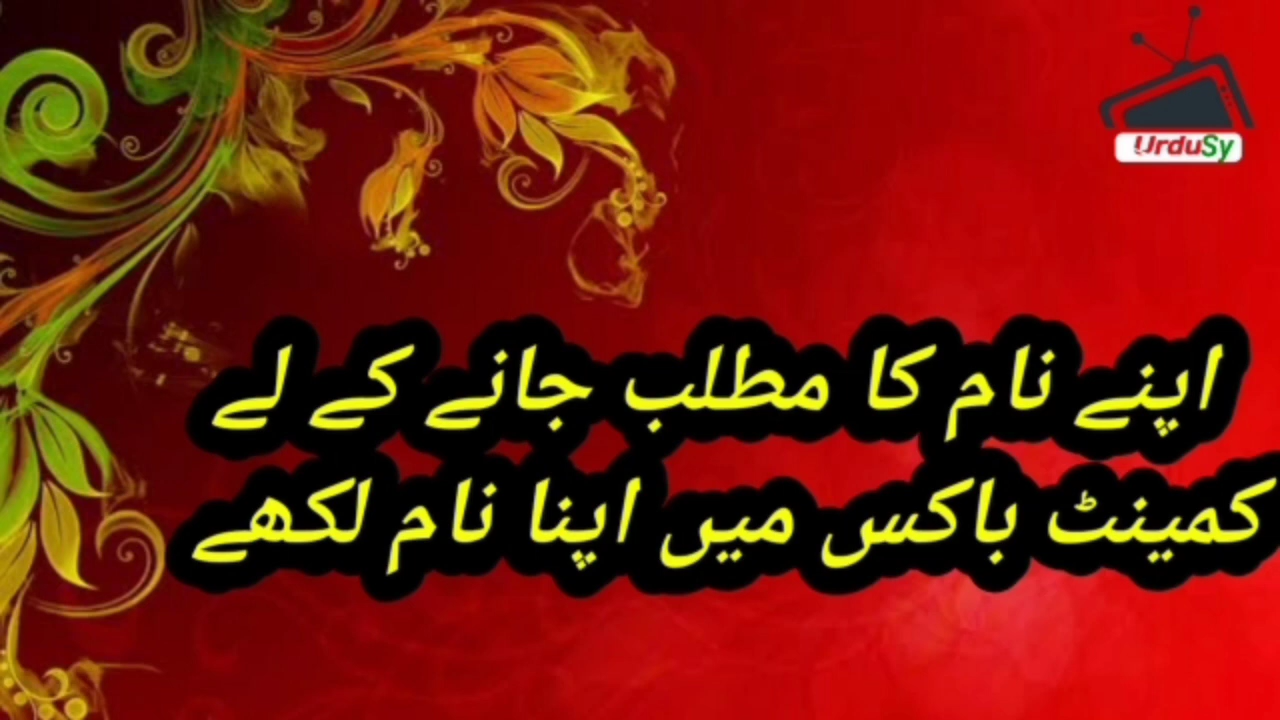 UrduSy
اپنے نام کا مطلب جانے کے لے
کمینٹ باکس میں اپنا نام لکھے